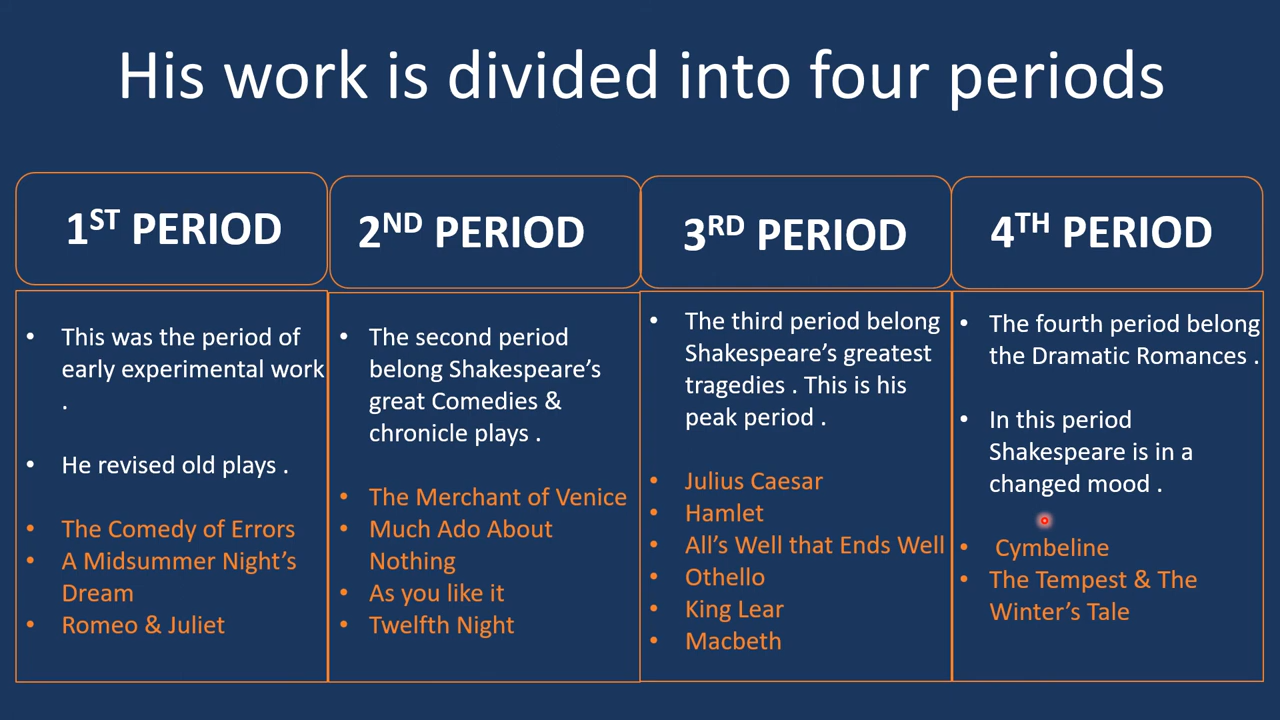 His work is divided into four periods
1ST PERIOD
• This was the period of
early experimental work
.
• He revised old plays .
• The Comedy of Errors
• A Midsummer Night's
Dream
• Romeo & Juliet
2ND PERIOD
• The second period
belong Shakespeare's
great Comedies &
chronicle plays .
• The Merchant of Venice
• Much Ado About
Nothing
• As you like it
• Twelfth Night
3RD PERIOD
• The third period belong
Shakespeare's greatest
tragedies . This is his
peak period .
• Julius Caesar
• Hamlet
• All's Well that Ends Well
• Othello
• King Lear
• Macbeth
4TH PERIOD
• The fourth period belong
the Dramatic Romances .
• In this period
Shakespeare is in a
changed mood .
• Cymbeline
• The Tempest & The
Winter's Tale